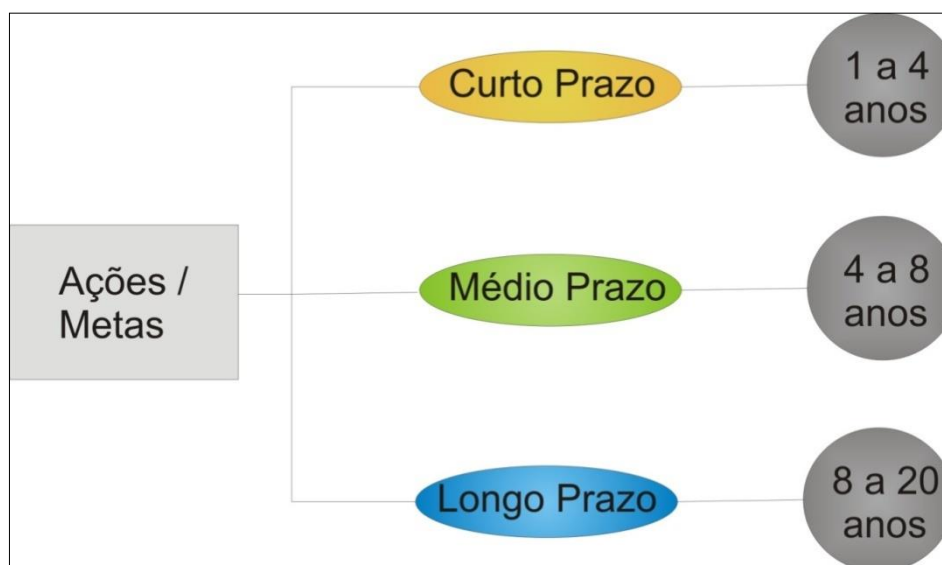 Ações /
Metas
Curto Prazo
1 a 4
anos
Médio Prazo
4 a 8
anos
Longo Prazo
8 a 20
anos